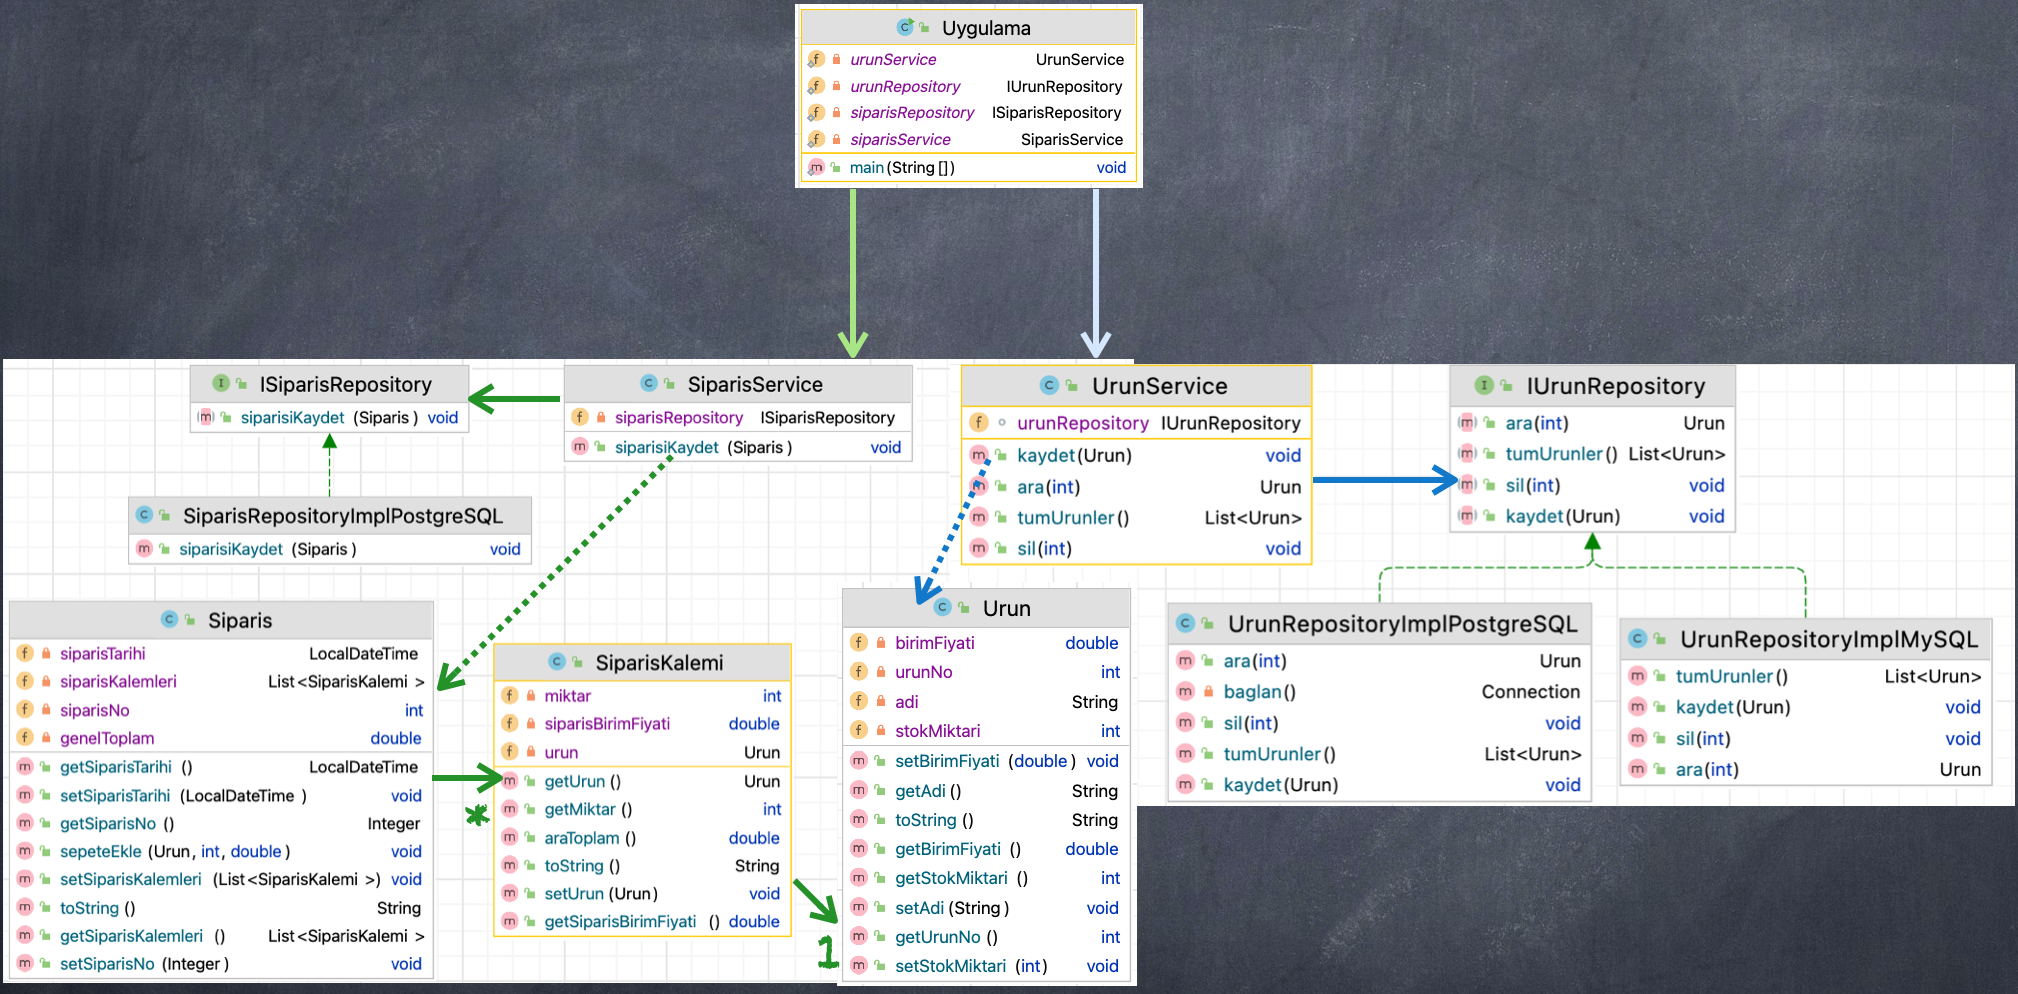 Uygulama
urunService UrunService
urunRepository IUrunRepository
siparisRepository ISiparisRepository
siparisService SiparisService
main(String[]) void
ISiparisRepository
siparisiKaydet (Siparis) void
SiparisService
siparisRepository ISiparisRepository
siparisiKaydet (Siparis) void
UrunService
urunRepository IUrunRepository
kaydet(Urun) void
ara(int) Urun
tumUrunler() List<Urun>
sil(int) void
IUrunRepository
ara(int) Urun
tumUrunler() List<Urun>
sil(int) void
kaydet(Urun) void
SiparisRepositoryImplPostgreSQL
siparisiKaydet (Siparis) void
Siparis
siparisTarihi LocalDateTime
siparisKalemleri List<SiparisKalemi>
siparisNo int
genelToplam double
getSiparisTarihi () LocalDateTime
setSiparisTarihi (LocalDateTime) void
getSiparisNo () Integer
sepeteEkle (Urun, int, double) void
setSiparisKalemleri (List<SiparisKalemi>) void
toString () String
getSiparisKalemleri () List<SiparisKalemi>
setSiparisNo (Integer) void
*
SiparisKalemi
miktar int
siparisBirimFiyati double
urun Urun
getUrun () Urun
getMiktar () int
araToplam () double
toString () String
setUrun (Urun) void
getSiparisBirimFiyati () double
1
Urun
birimFiyati double
urunNo int
adi String
stokMiktari int
setBirimFiyati (double) void
getAdi () String
toString () String
getBirimFiyati () double
getStokMiktari () int
setAdi (String) void
getUrunNo () int
setStokMiktari (int) void
UrunRepositoryImplPostgreSQL
ara(int) Urun
baglan() Connection
sil(int) void
tumUrunler() List<Urun>
kaydet(Urun) void
UrunRepositoryImplMySQL
tumUrunler() List<Urun>
kaydet(Urun) void
sil(int) void
ara(int) Urun